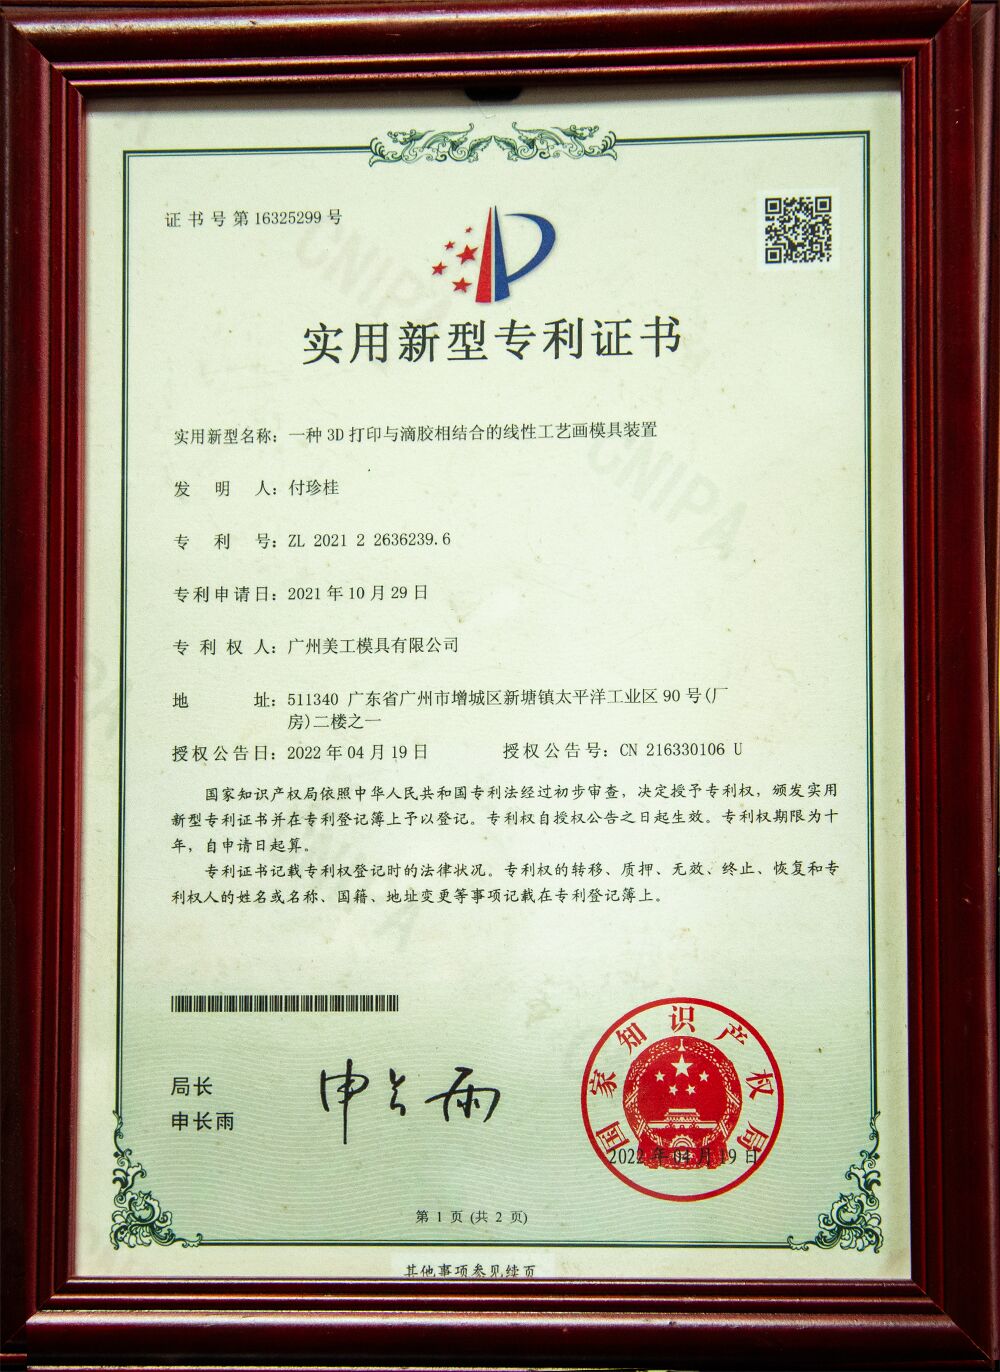 证书号第16325299号
实用新型专利证书
实用新型名称：一种3D打印与滴胶相结合的线性工艺画模具装置
发明人：付珍桂
专利号：ZL 2021 2 2636239.6
专利申请日：2021年10月29日
专利权人：广州美工模具有限公司
地址：511340 广东省广州市增城区新塘镇太平洋工业区90号(厂
房)二楼之一
授权公告日：2022年04月19日 授权公告号：CN 216330106 U
国家知识产权局依照中华人民共和国专利法经过初步审查，决定授予专利权，颁发实用
新型专利证书并在专利登记簿上予以登记。专利权自授权公告之日起生效。专利权期限为十
年，自申请日起算。
专利证书记载专利权登记时的法律状况。专利权的转移、质押、无效、终止、恢复和专
利权人的姓名或名称、国籍、地址变更等事项记载在专利登记簿上。
局长
申长雨
申长雨
国家知识产权局
2022年04月19日
第 1 页 (共 2 页)
其他事项参见续页
CNIPA
CNIPA